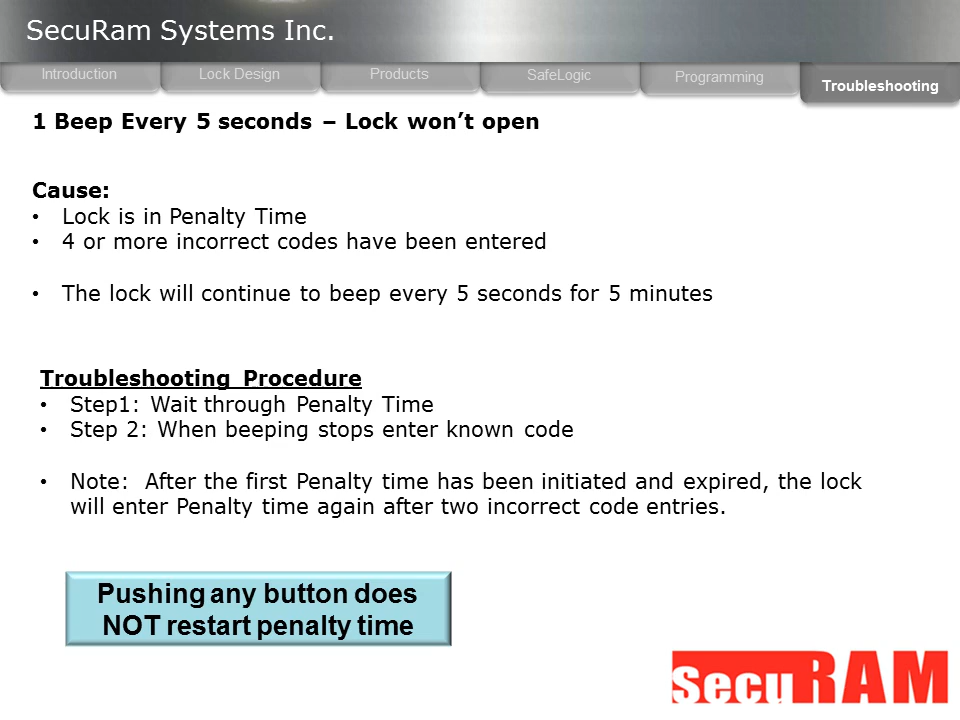 SecuRam Systems Inc.
Introduction
Lock Design
Products
SafeLogic
Programming
Troubleshooting
1 Beep Every 5 seconds – Lock won’t open
Cause:
• Lock is in Penalty Time
• 4 or more incorrect codes have been entered
• The lock will continue to beep every 5 seconds for 5 minutes
Troubleshooting Procedure
• Step1: Wait through Penalty Time
• Step 2: When beeping stops enter known code
• Note:  After the first Penalty time has been initiated and expired, the lock
will enter Penalty time again after two incorrect code entries.
Pushing any button does
NOT restart penalty time
SecuRAM